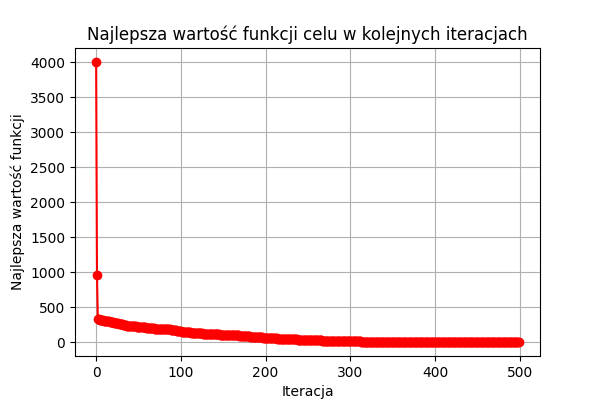 Najlepsza wartość funkcji celu w kolejnych iteracjach
4000
3500
3000
2500
2000
1500
1000
500
0
Najlepsza wartość funkcji
0 100 200 300 400 500
Iteracja